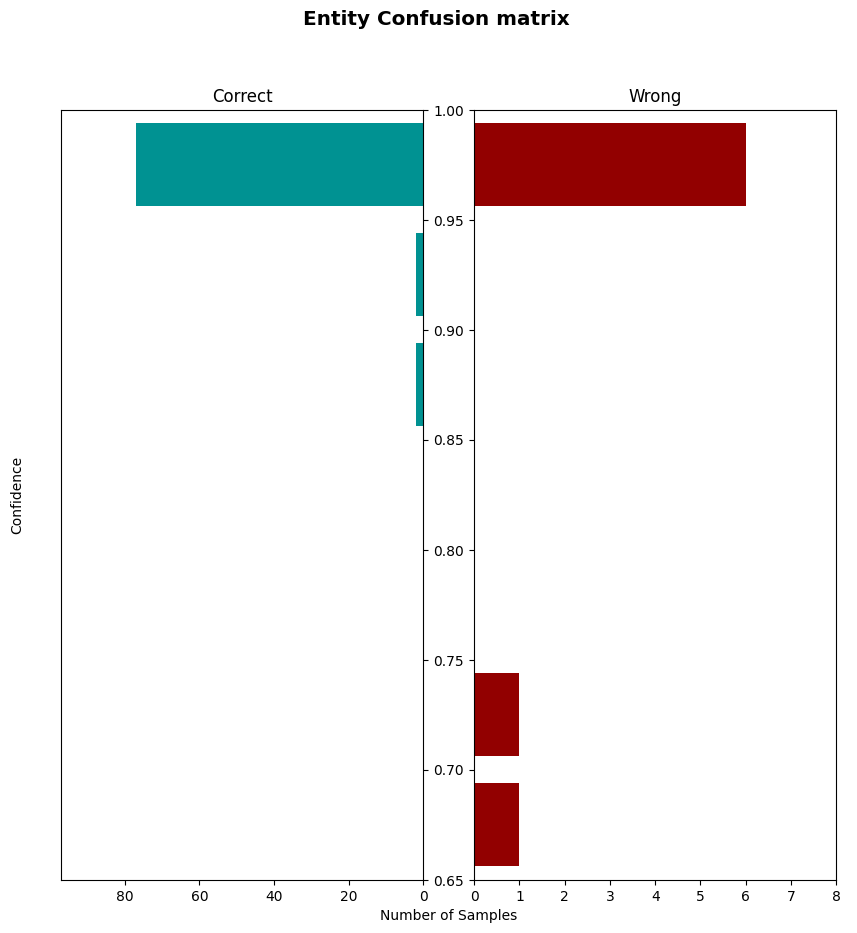 Entity Confusion matrix
Correct
Wrong
1.00
0.95
0.90
0.85
0.80
0.75
0.70
0.65
Confidence
80 60 40 20 0
0 1 2 3 4 5 6 7 8
Number of Samples